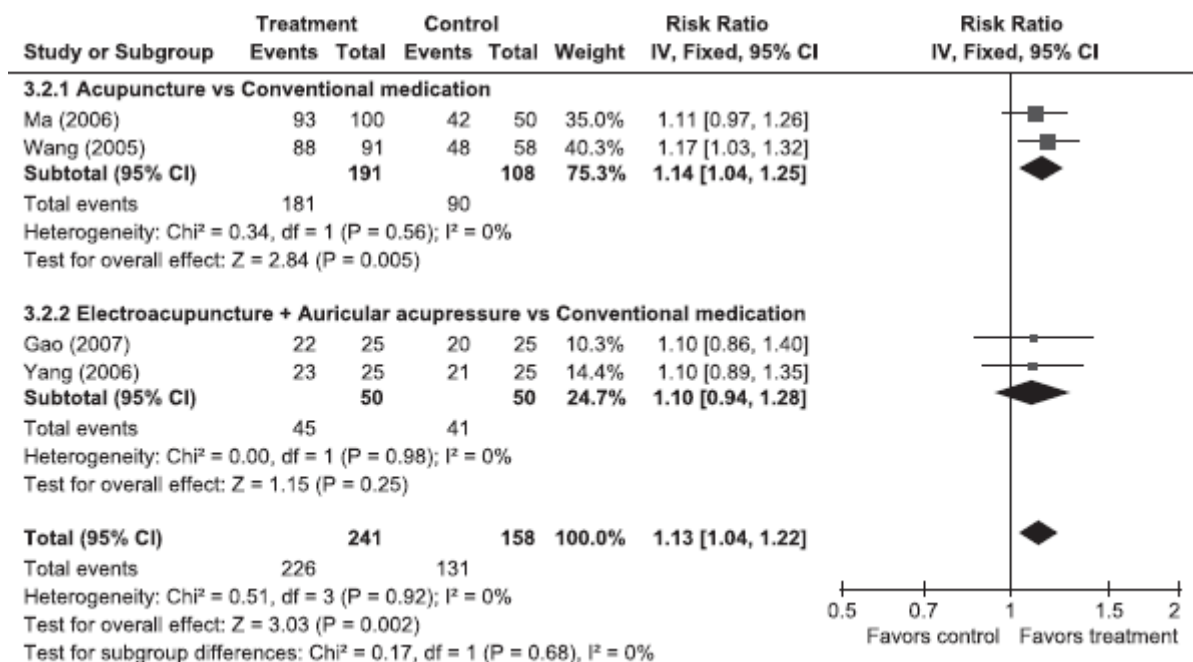 Treatment Control Risk Ratio Risk Ratio
Study or Subgroup Events Total Events Total Weight IV, Fixed, 95% CI IV, Fixed, 95% CI
3.2.1 Acupuncture vs Conventional medication
Ma (2006) 93 100 42 50 35.0% 1.11 [0.97, 1.26]
Wang (2005) 88 91 48 58 40.3% 1.17 [1.03, 1.32]
Subtotal (95% CI) 191 108 75.3% 1.14 [1.04, 1.25]
Total events 181 90
Heterogeneity: Chi² = 0.34, df = 1 (P = 0.56); I² = 0%
Test for overall effect: Z = 2.84 (P = 0.005)
3.2.2 Electroacupuncture + Auricular acupressure vs Conventional medication
Gao (2007) 22 25 20 25 10.3% 1.10 [0.86, 1.40]
Yang (2006) 23 25 21 25 14.4% 1.10 [0.89, 1.35]
Subtotal (95% CI) 50 50 24.7% 1.10 [0.94, 1.28]
Total events 45 41
Heterogeneity: Chi² = 0.00, df = 1 (P = 0.98); I² = 0%
Test for overall effect: Z = 1.15 (P = 0.25)
Total (95% CI) 241 158 100.0% 1.13 [1.04, 1.22]
Total events 226 131
Heterogeneity: Chi² = 0.51, df = 3 (P = 0.92); I² = 0%
Test for overall effect: Z = 3.03 (P = 0.002)
Test for subgroup differences: Chi² = 0.17, df = 1 (P = 0.68), I² = 0%
0.5 0.7 1 1.5 2
Favors control Favors treatment